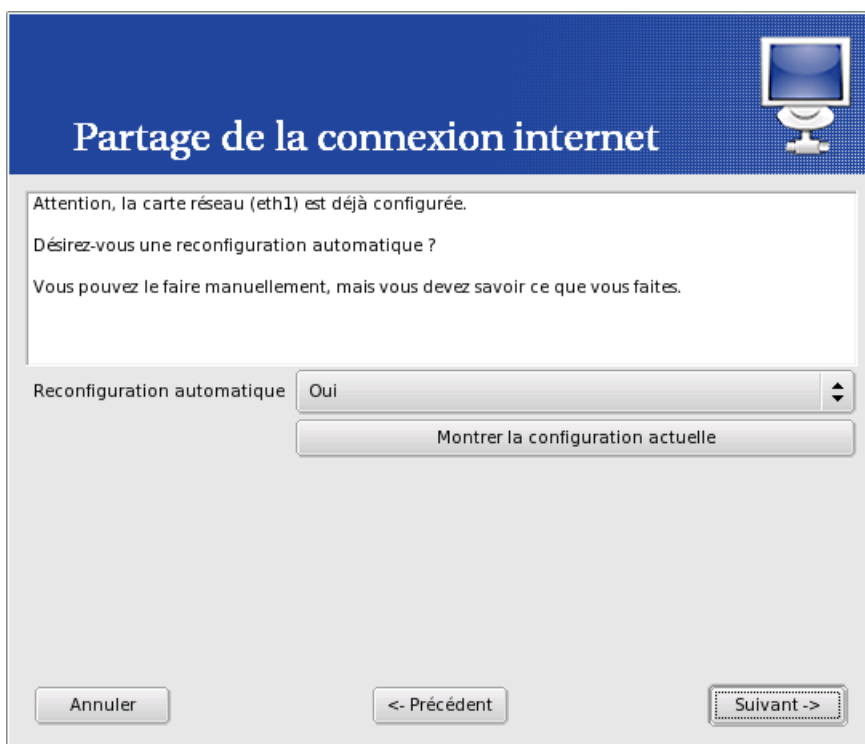 Partage de la connexion internet
Attention, la carte réseau (eth1) est déjà configurée.
Désirez-vous une reconfiguration automatique ?
Vous pouvez le faire manuellement, mais vous devez savoir ce que vous faites.
Reconfiguration automatique Oui
Montrer la configuration actuelle
Annuler <- Précédent Suivant ->